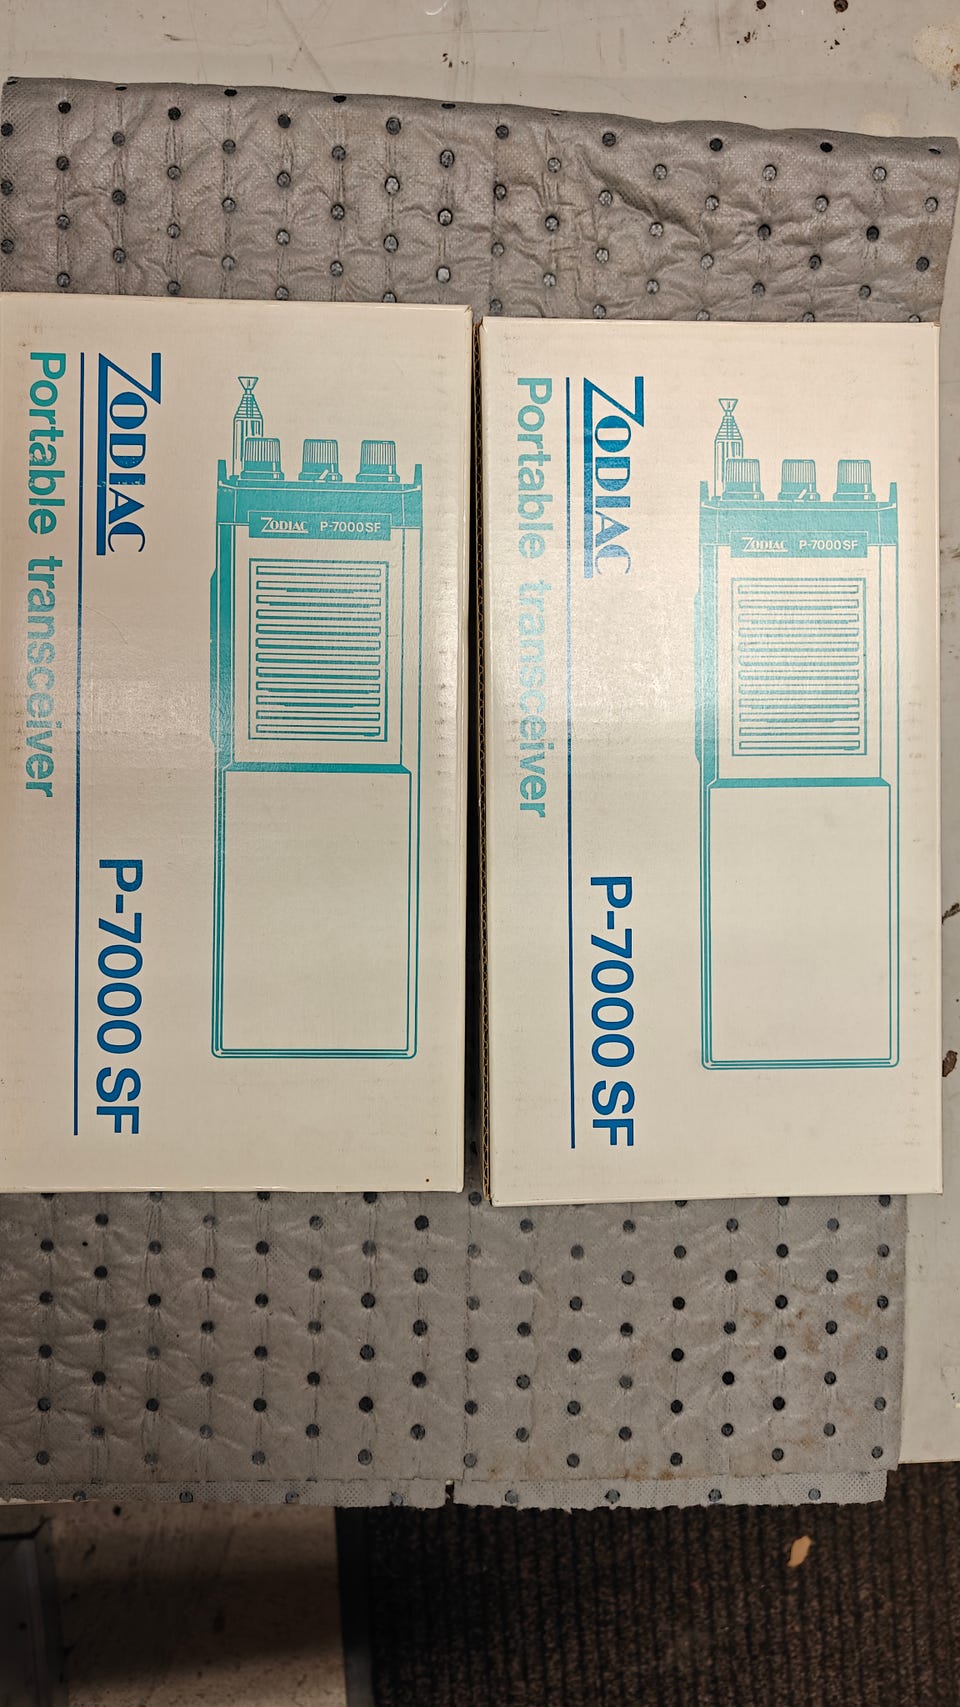 ZODIAC P-7000 SF
Portable transceiver
ZODIAC P-7000SF
ZODIAC P-7000 SF
Portable transceiver
ZODIAC P-7000SF